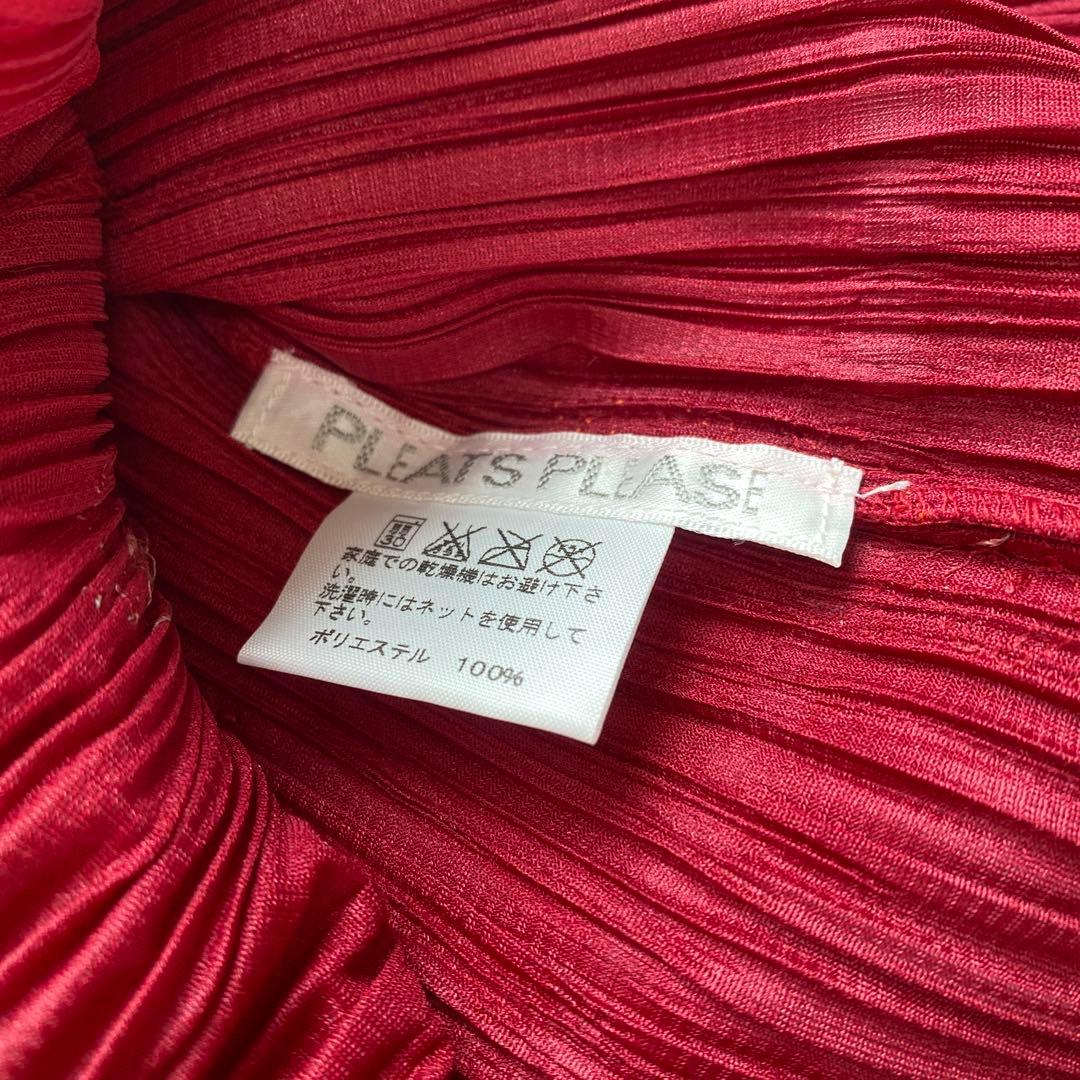 PLEATS PLEASE
家庭での乾燥機はお避け下さ
い。
洗濯時にはネットを使用して
下さい。
ポリエステル 100%